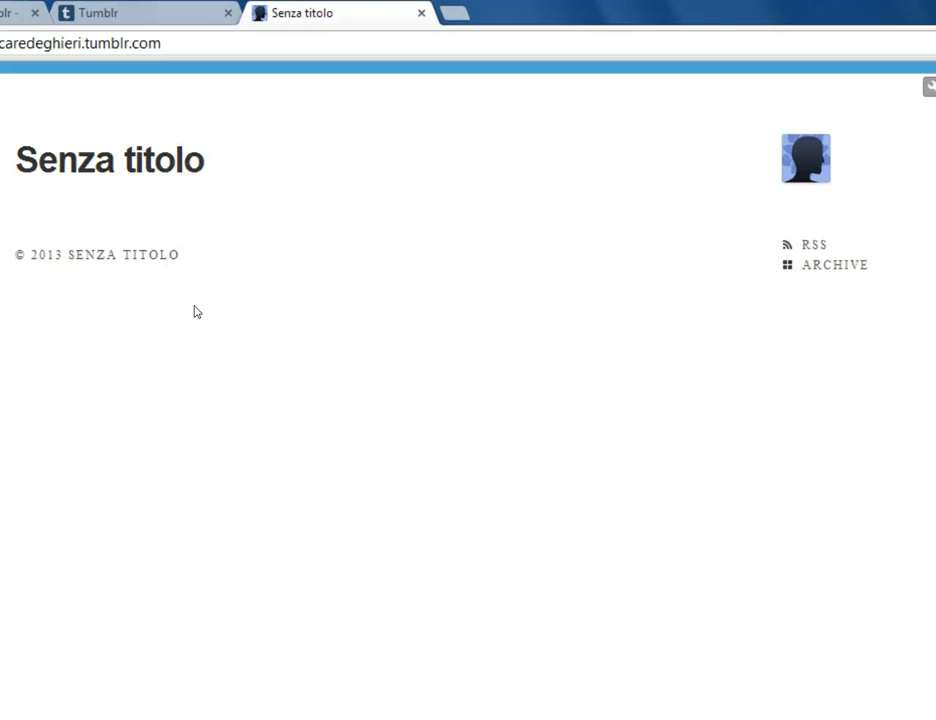 blr -
Tumblr
Senza titolo
caredeghieri.tumblr.com
Senza titolo
© 2013 SENZA TITOLO
RSS
ARCHIVE